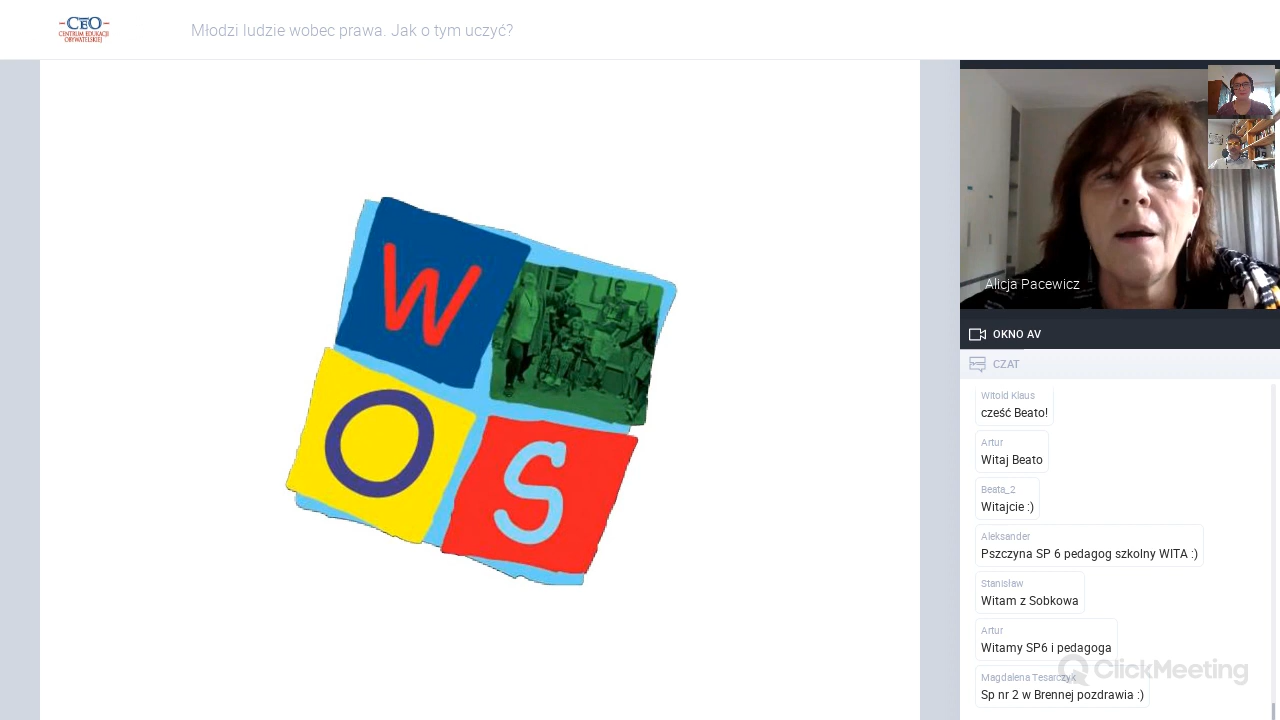 CEO
CENTRUM EDUKACJI
OBYWATELSKIEJ
Młodzi ludzie wobec prawa. Jak o tym uczyć?
W
O
S
Alicja Pacewicz
OKNO AV
CZAT
Witold Klaus
cześć Beato!
Artur
Witaj Beato
Beata_2
Witajcie :)
Aleksander
Pszczyna SP 6 pedagog szkolny WITA :)
Stanisław
Witam z Sobkowa
Artur
Witamy SP6 i pedagoga
ClickMeeting
Magdalena Tesarczyk
Sp nr 2 w Brennej pozdrawia :)